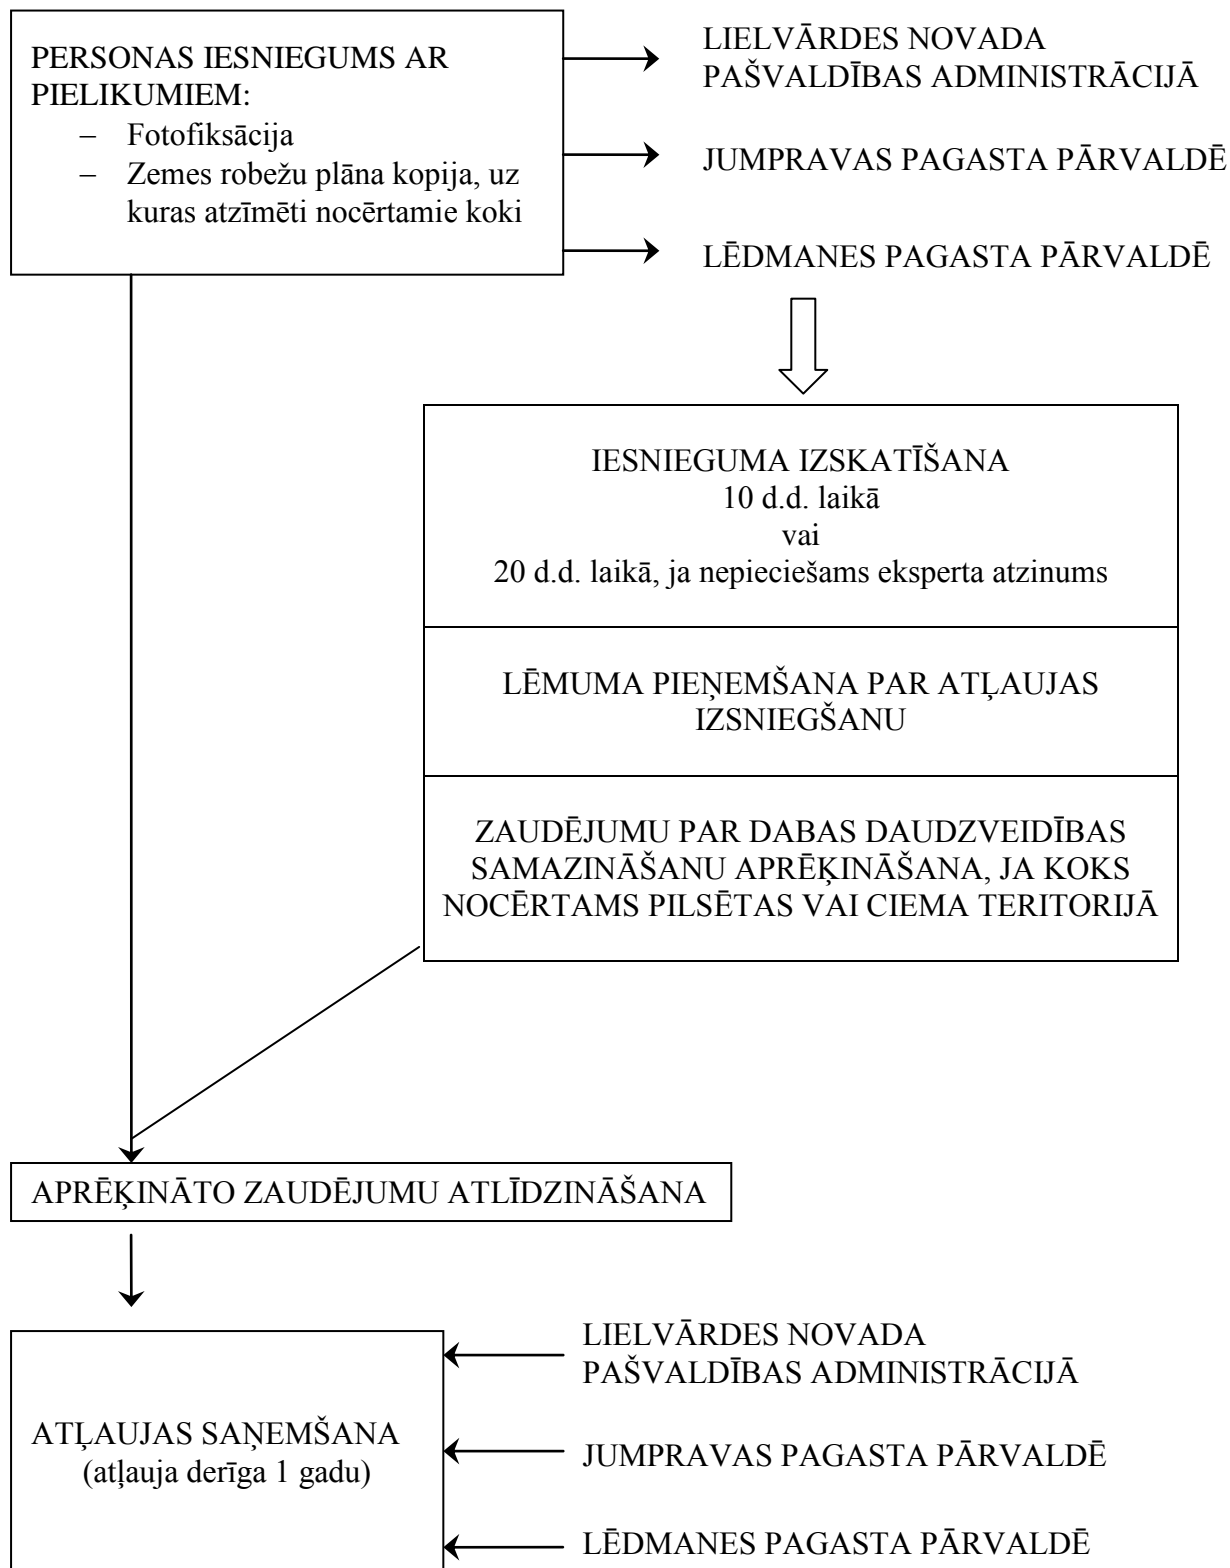 PERSONAS IESNIEGUMS AR
PIELIKUMIEM:
– Fotofiksācija
– Zemes robežu plāna kopija, uz
kuras atzīmēti nocērtamie koki
LIELVĀRDES NOVADA
PAŠVALDĪBAS ADMINISTRĀCIJĀ
JUMPRAVAS PAGASTA PĀRVALDĒ
LĒDMANES PAGASTA PĀRVALDĒ
IESNIEGUMA IZSKATĪŠANA
10 d.d. laikā
vai
20 d.d. laikā, ja nepieciešams eksperta atzinums
LĒMUMA PIEŅEMŠANA PAR ATĻAUJAS
IZSNIEGŠANU
ZAUDĒJUMU PAR DABAS DAUDZVEIDĪBAS
SAMAZINĀŠANU APRĒĶINĀŠANA, JA KOKS
NOCĒRTAMS PILSĒTAS VAI CIEMA TERITORIJĀ
APRĒĶINĀTO ZAUDĒJUMU ATLĪDZINĀŠANA
ATĻAUJAS SAŅEMŠANA
(atļauja derīga 1 gadu)
LIELVĀRDES NOVADA
PAŠVALDĪBAS ADMINISTRĀCIJĀ
JUMPRAVAS PAGASTA PĀRVALDĒ
LĒDMANES PAGASTA PĀRVALDĒ